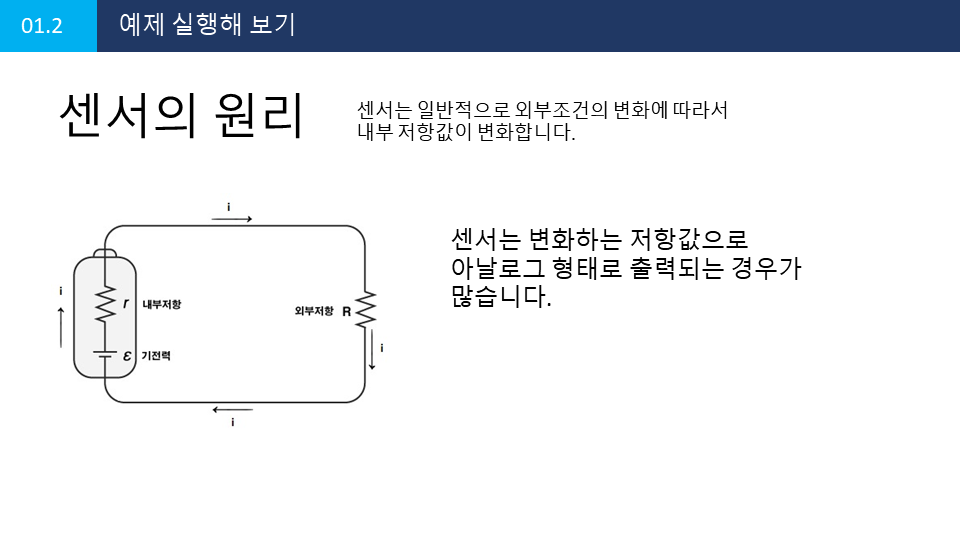 01.2
예제 실행해 보기
센서의 원리
센서는 일반적으로 외부조건의 변화에 따라서
내부 저항값이 변화합니다.
i
i
r 내부저항
ε 기전력
외부저항 R
i
i
센서는 변화하는 저항값으로
아날로그 형태로 출력되는 경우가
많습니다.